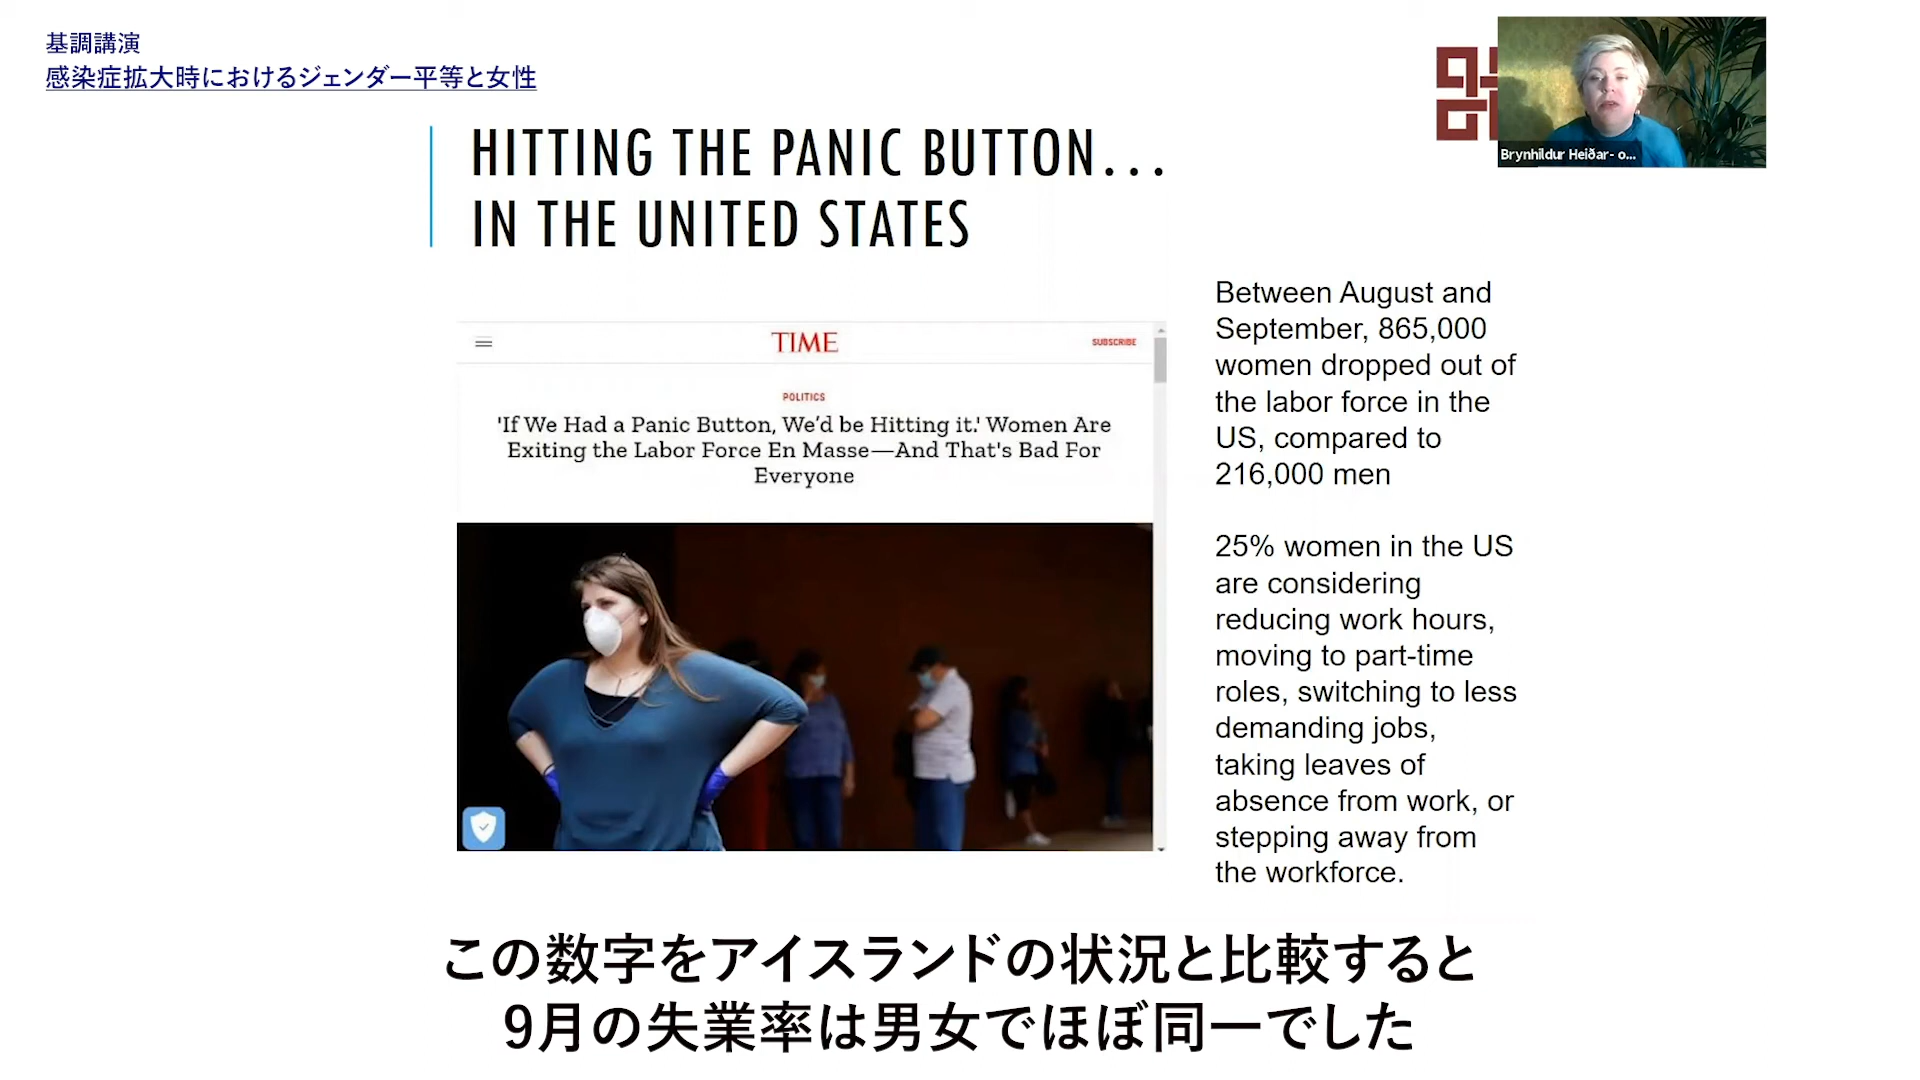 基調講演
感染症拡大時におけるジェンダー平等と女性
HITTING THE PANIC BUTTON...
IN THE UNITED STATES
Brynhildur Heiðar- o...
TIME
SUBSCRIBE
POLITICS
'If We Had a Panic Button, We'd be Hitting it.' Women Are
Exiting the Labor Force En Masse—And That's Bad For
Everyone
Between August and
September, 865,000
women dropped out of
the labor force in the
US, compared to
216,000 men
25% women in the US
are considering
reducing work hours,
moving to part-time
roles, switching to less
demanding jobs,
taking leaves of
absence from work, or
stepping away from
the workforce.
この数字をアイスランドの状況と比較すると
9月の失業率は男女でほぼ同一でした